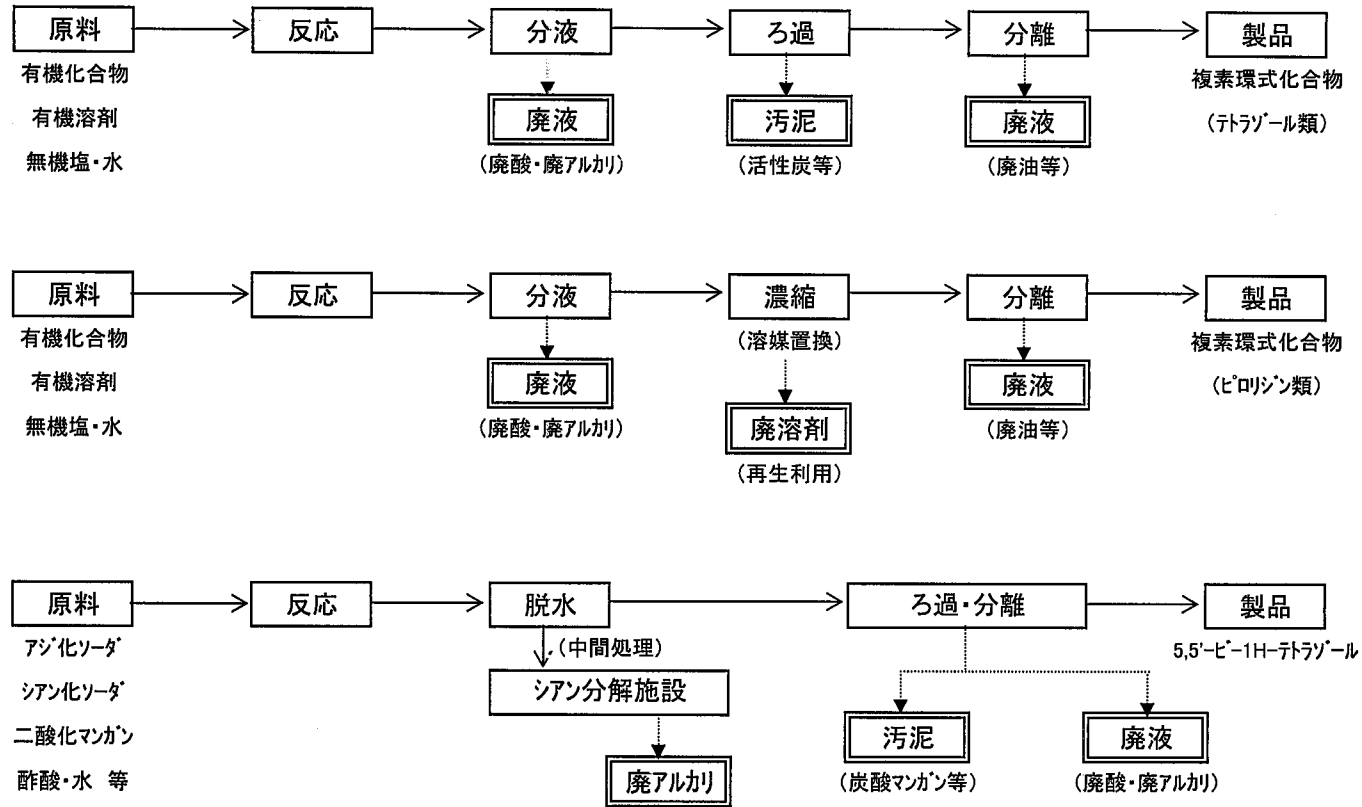 原料 反応 分液 ろ過 分離 製品
有機化合物 複素環式化合物
有機溶剤 廃液 汚泥 廃液 (テトラゾール類)
無機塩・水 (廃酸・廃アルカリ) (活性炭等) (廃油等)
原料 反応 分液 濃縮 分離 製品
有機化合物 (溶媒置換) 複素環式化合物
有機溶剤 廃液 廃液 (ピロリジン類)
無機塩・水 (廃酸・廃アルカリ) 廃溶剤 (廃油等)
(再生利用)
原料 反応 脱水 ろ過・分離 製品
アジ化ソーダ (中間処理) 5,5'-ビ-1H-テトラゾール
シアン化ソーダ シアン分解施設
二酸化マンガン 汚泥 廃液
酢酸・水 等 廃アルカリ (炭酸マンガン等) (廃酸・廃アルカリ)